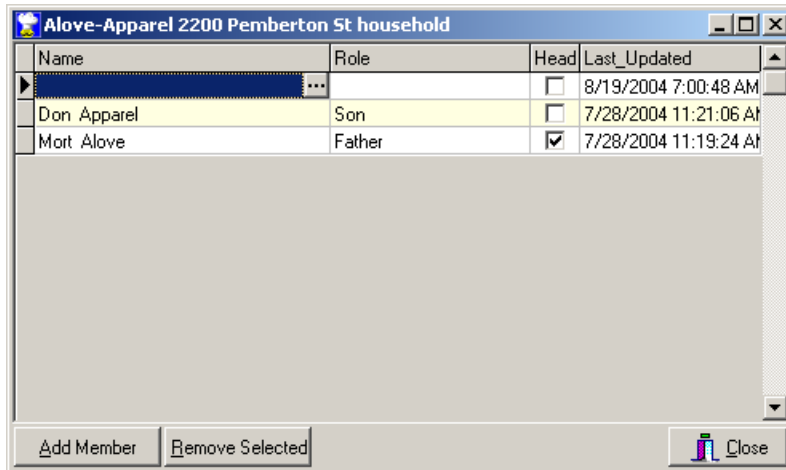 Alove-Apparel 2200 Pemberton St household
Name Role Head Last_Updated
... 8/19/2004 7:00:48 AM
Don Apparel Son 7/28/2004 11:21:06 A
Mort Alove Father 7/28/2004 11:19:24 A
Add Member Remove Selected Close